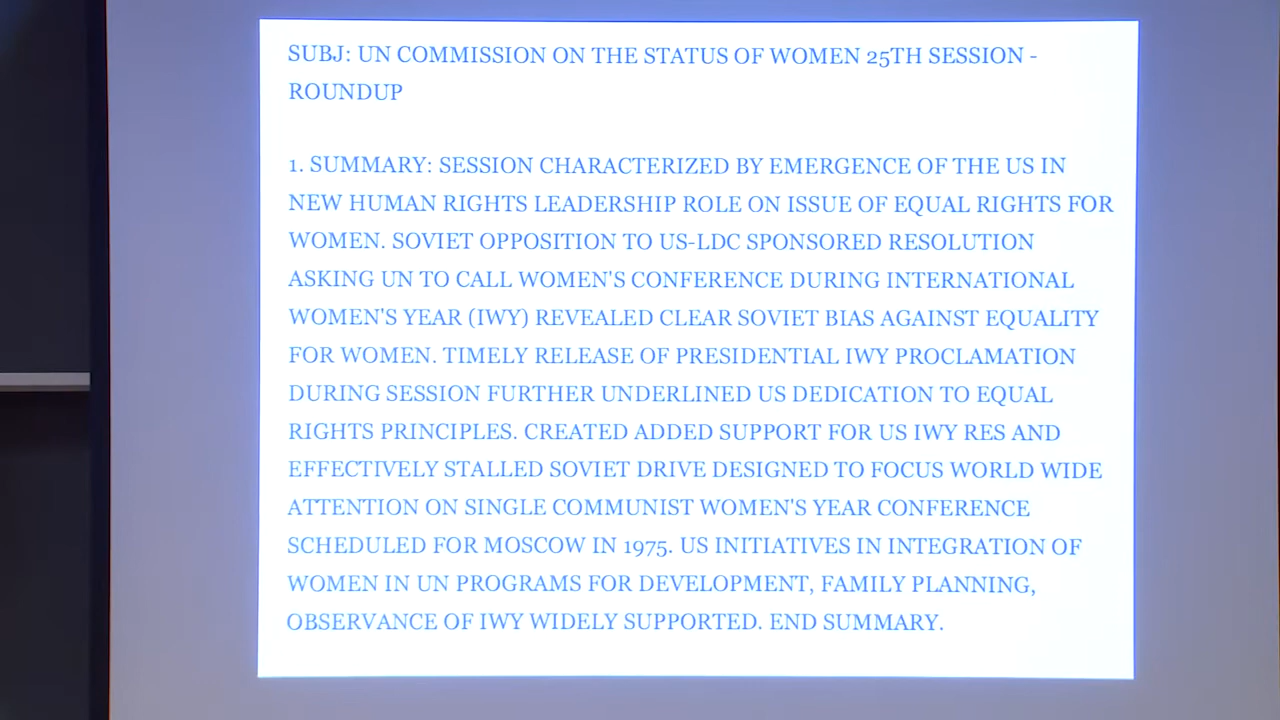 SUBJ: UN COMMISSION ON THE STATUS OF WOMEN 25TH SESSION -
ROUNDUP
1. SUMMARY: SESSION CHARACTERIZED BY EMERGENCE OF THE US IN
NEW HUMAN RIGHTS LEADERSHIP ROLE ON ISSUE OF EQUAL RIGHTS FOR
WOMEN. SOVIET OPPOSITION TO US-LDC SPONSORED RESOLUTION
ASKING UN TO CALL WOMEN'S CONFERENCE DURING INTERNATIONAL
WOMEN'S YEAR (IWY) REVEALED CLEAR SOVIET BIAS AGAINST EQUALITY
FOR WOMEN. TIMELY RELEASE OF PRESIDENTIAL IWY PROCLAMATION
DURING SESSION FURTHER UNDERLINED US DEDICATION TO EQUAL
RIGHTS PRINCIPLES. CREATED ADDED SUPPORT FOR US IWY RES AND
EFFECTIVELY STALLED SOVIET DRIVE DESIGNED TO FOCUS WORLD WIDE
ATTENTION ON SINGLE COMMUNIST WOMEN'S YEAR CONFERENCE
SCHEDULED FOR MOSCOW IN 1975. US INITIATIVES IN INTEGRATION OF
WOMEN IN UN PROGRAMS FOR DEVELOPMENT, FAMILY PLANNING,
OBSERVANCE OF IWY WIDELY SUPPORTED. END SUMMARY.